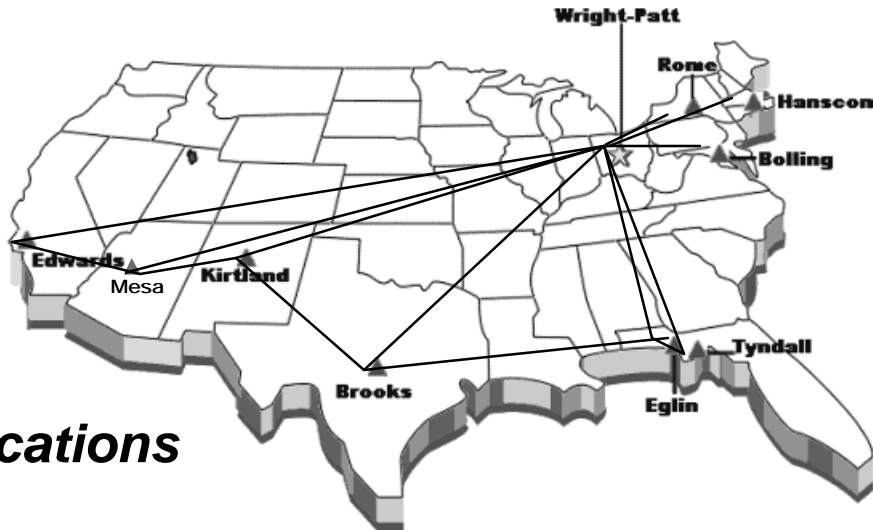 Wright-Patt
Rome
Hanscom
Bolling
Edwards
Mesa
Kirtland
Tyndall
Brooks
Eglin
cations